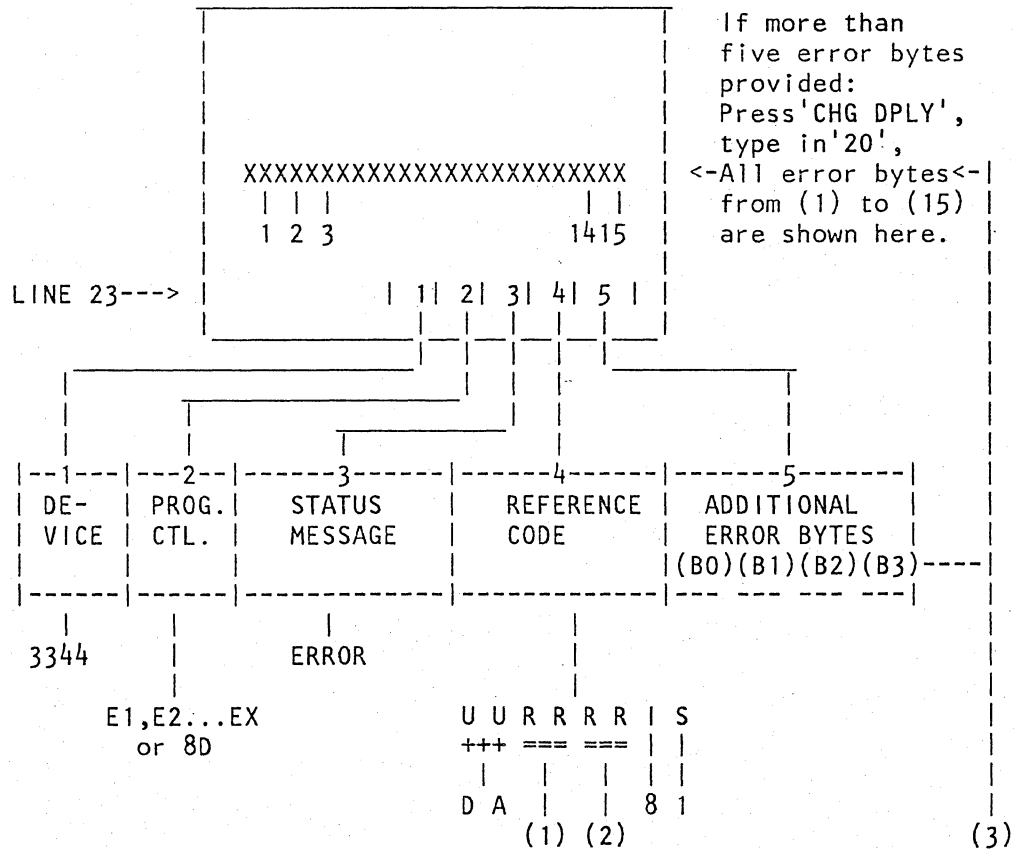 If more than
five error bytes
provided:
Press'CHG DPLY',
type in'20',
XXXXXXXXXXXXXXXXXXXXXXXXX <-All error bytes<-
from (1) to (15)
1 2 3 1415 are shown here.
LINE 23---> | 1| 2| 3| 4| 5 |
|---1----|---2--|------3------|------4------|------5-------|
| DE- | PROG.| STATUS | REFERENCE | ADDITIONAL |
| VICE | CTL. | MESSAGE | CODE | ERROR BYTES |
|(B0)(B1)(B2)(B3)----|
3344 ERROR
E1,E2...EX U U R R R R I S
or 8D +++ === === | |
D A | | 8 1
(1) (2) (3)